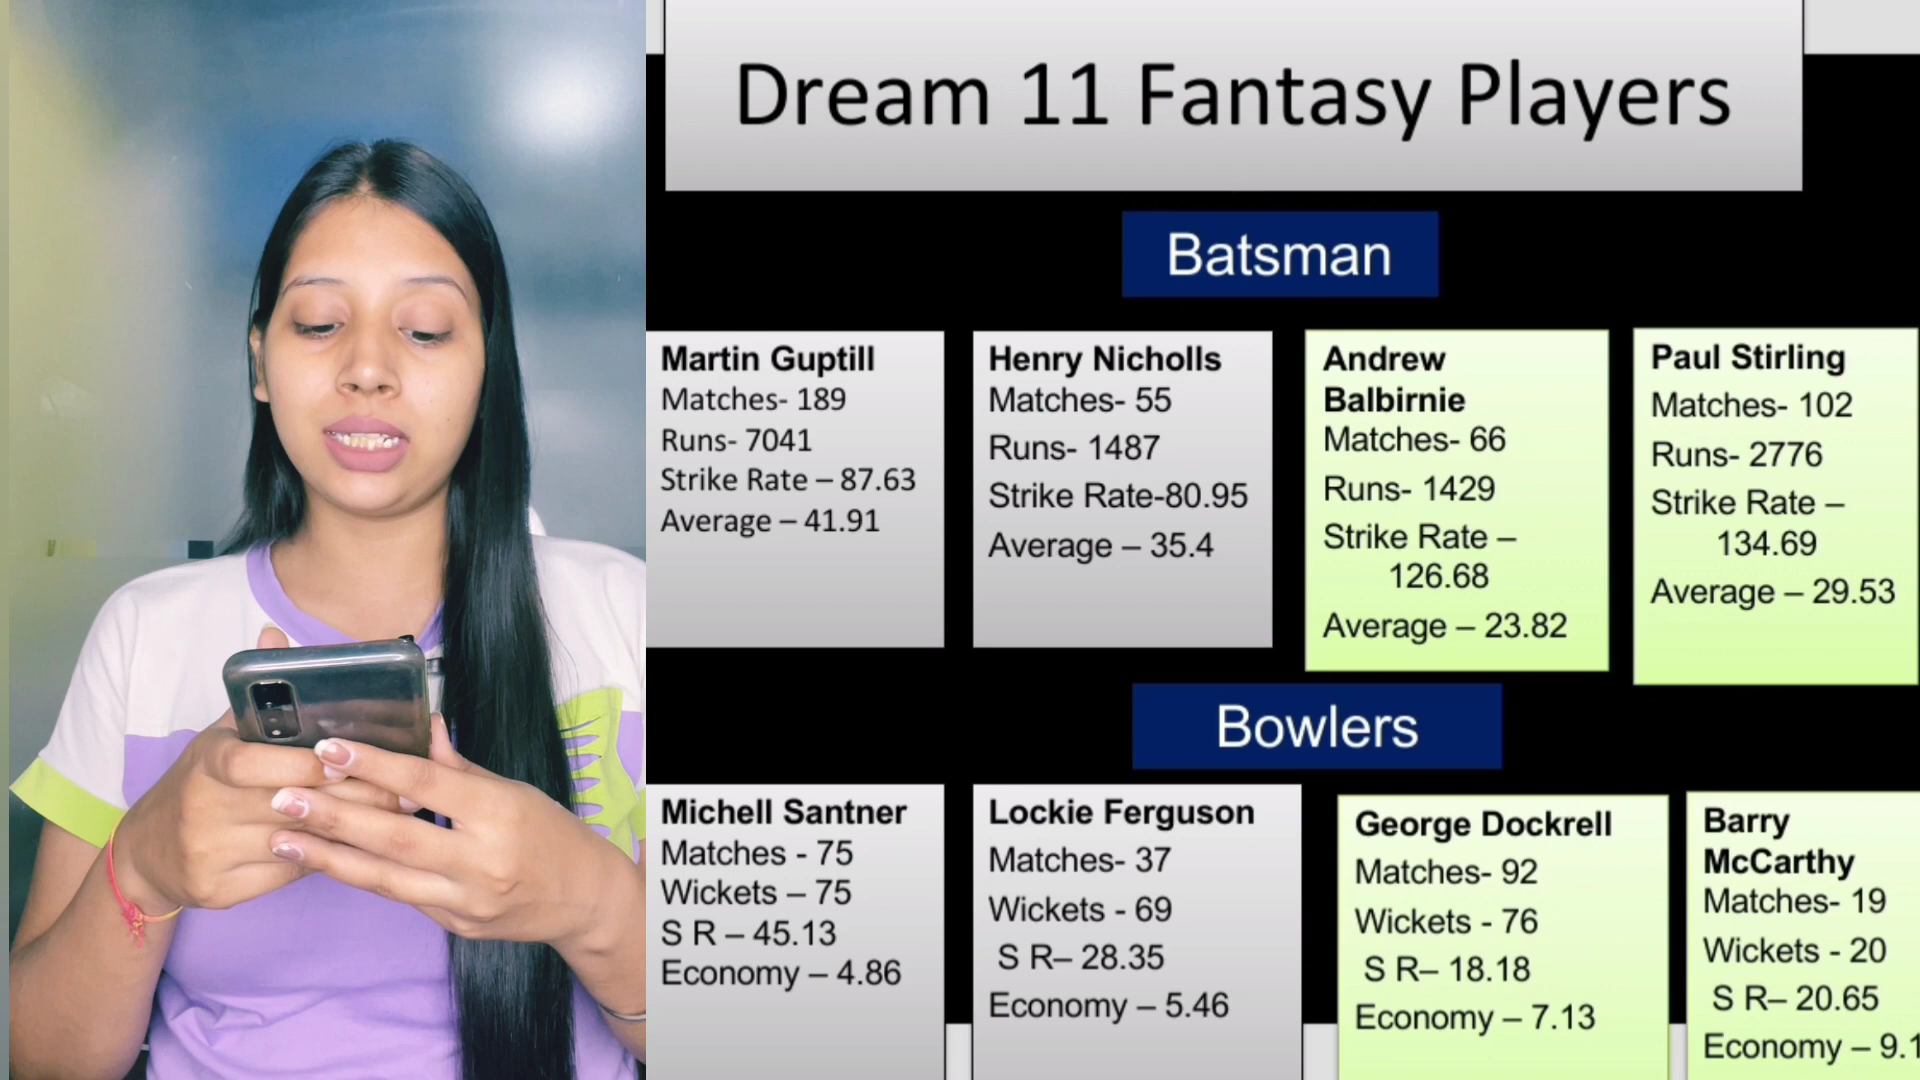 Dream 11 Fantasy Players
Batsman
Martin Guptill
Matches- 189
Runs- 7041
Strike Rate – 87.63
Average – 41.91
Henry Nicholls
Matches- 55
Runs- 1487
Strike Rate-80.95
Average – 35.4
Andrew
Balbirnie
Matches- 66
Runs- 1429
Strike Rate –
126.68
Average – 23.82
Paul Stirling
Matches- 102
Runs- 2776
Strike Rate –
134.69
Average – 29.53
Bowlers
Michell Santner
Matches - 75
Wickets – 75
S R – 45.13
Economy – 4.86
Lockie Ferguson
Matches- 37
Wickets - 69
S R– 28.35
Economy – 5.46
George Dockrell
Matches- 92
Wickets - 76
S R– 18.18
Economy – 7.13
Barry
McCarthy
Matches- 19
Wickets - 20
S R– 20.65
Economy – 9.1